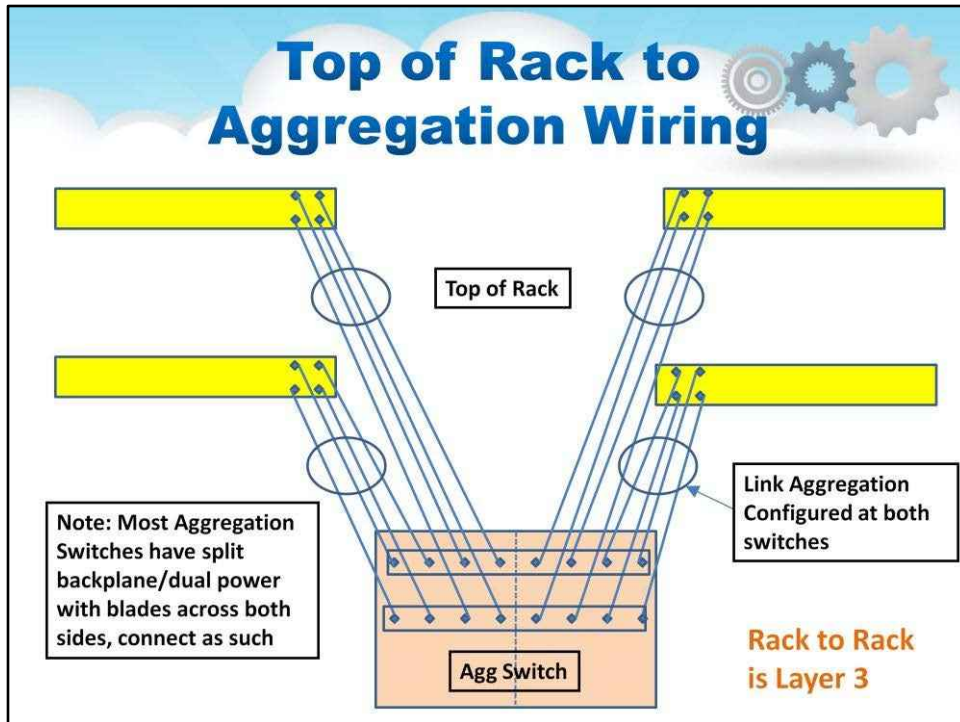 Top of Rack to
Aggregation Wiring
Top of Rack
Note: Most Aggregation
Switches have split
backplane/dual power
with blades across both
sides, connect as such
Link Aggregation
Configured at both
switches
Agg Switch
Rack to Rack
is Layer 3